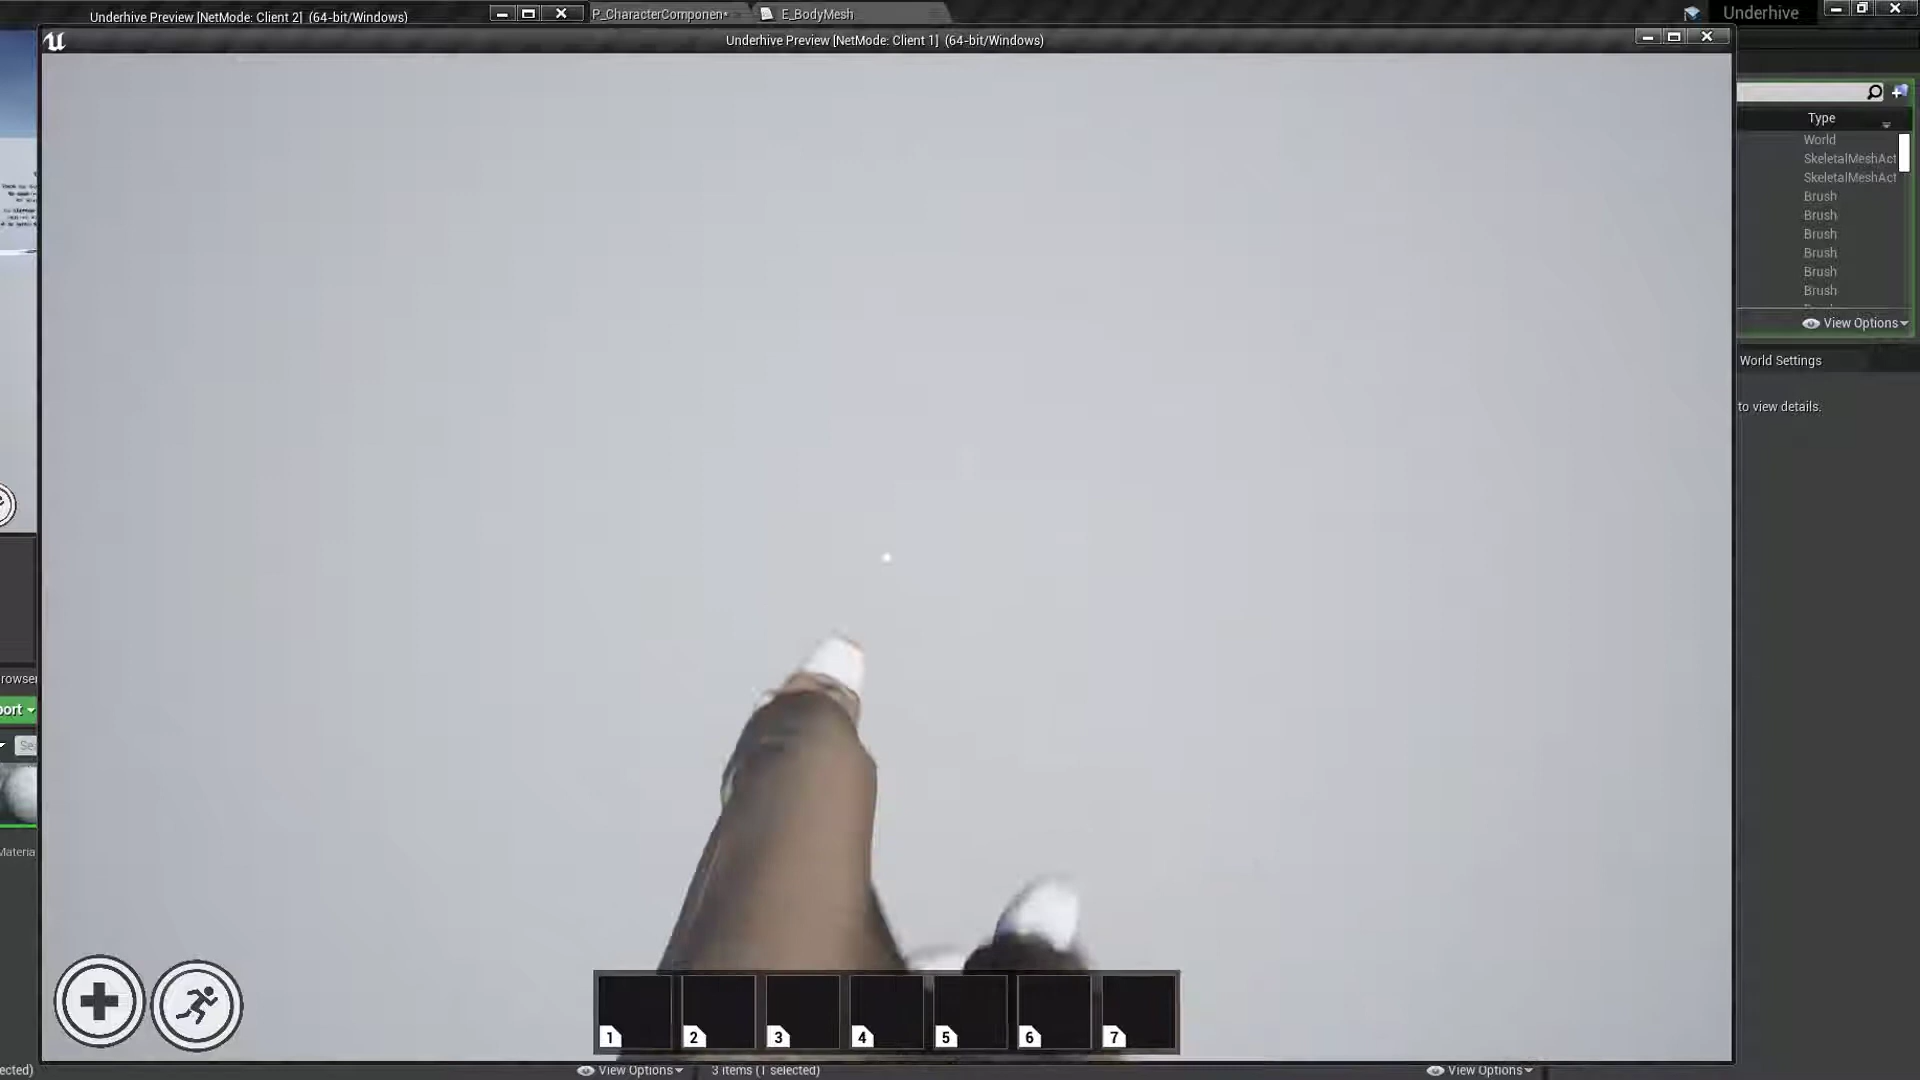 Underhive Preview [NetMode: Client 2] (64-bit/Windows)
P_CharacterComponen*
E_BodyMesh
Underhive
Underhive Preview [NetMode: Client 1] (64-bit/Windows)
Type
World
SkeletalMeshAct
SkeletalMeshAct
Brush
Brush
Brush
Brush
Brush
Brush
View Options
World Settings
to view details.
rowser
port
Sea
Materia
1 2 3 4 5 6 7
ected)
View Options
3 items (1 selected)
View Options